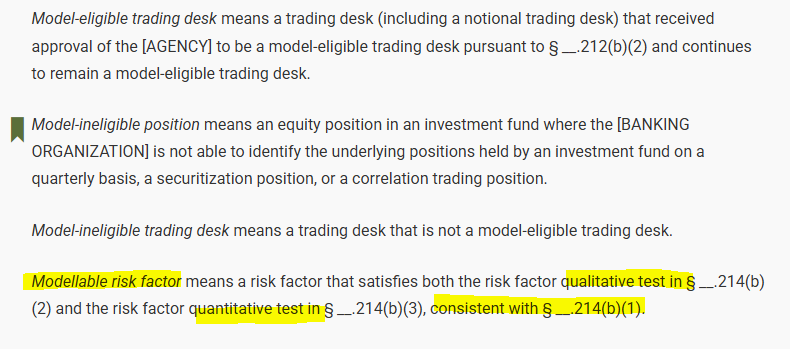 Model-eligible trading desk means a trading desk (including a notional trading desk) that received
approval of the [AGENCY] to be a model-eligible trading desk pursuant to § __.212(b)(2) and continues
to remain a model-eligible trading desk.
Model-ineligible position means an equity position in an investment fund where the [BANKING
ORGANIZATION] is not able to identify the underlying positions held by an investment fund on a
quarterly basis, a securitization position, or a correlation trading position.
Model-ineligible trading desk means a trading desk that is not a model-eligible trading desk.
Modellable risk factor means a risk factor that satisfies both the risk factor qualitative test in § __.214(b)
(2) and the risk factor quantitative test in § __.214(b)(3), consistent with § __.214(b)(1).